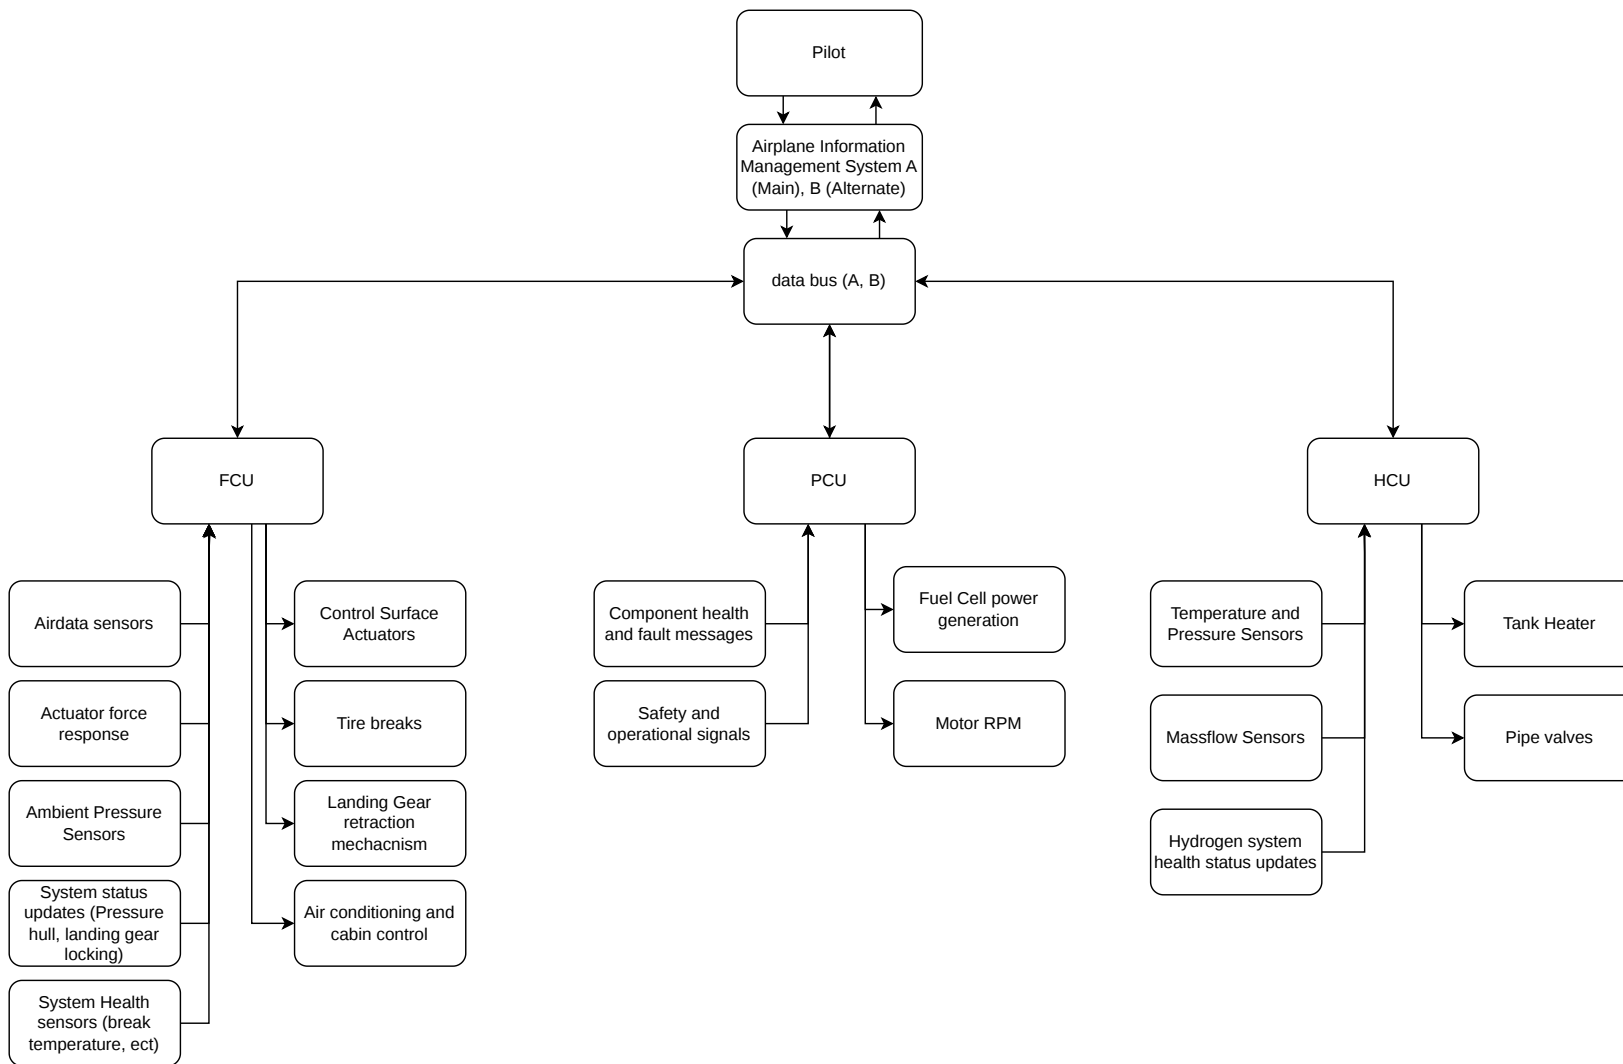 Pilot
Airplane Information
Management System A
(Main), B (Alternate)
data bus (A, B)
FCU
PCU
HCU
Airdata sensors
Actuator force
response
Ambient Pressure
Sensors
System status
updates (Pressure
hull, landing gear
locking)
System Health
sensors (break
temperature, ect)
Control Surface
Actuators
Tire breaks
Landing Gear
retraction
mechacnism
Air conditioning and
cabin control
Component health
and fault messages
Safety and
operational signals
Fuel Cell power
generation
Motor RPM
Temperature and
Pressure Sensors
Massflow Sensors
Hydrogen system
health status updates
Tank Heater
Pipe valves